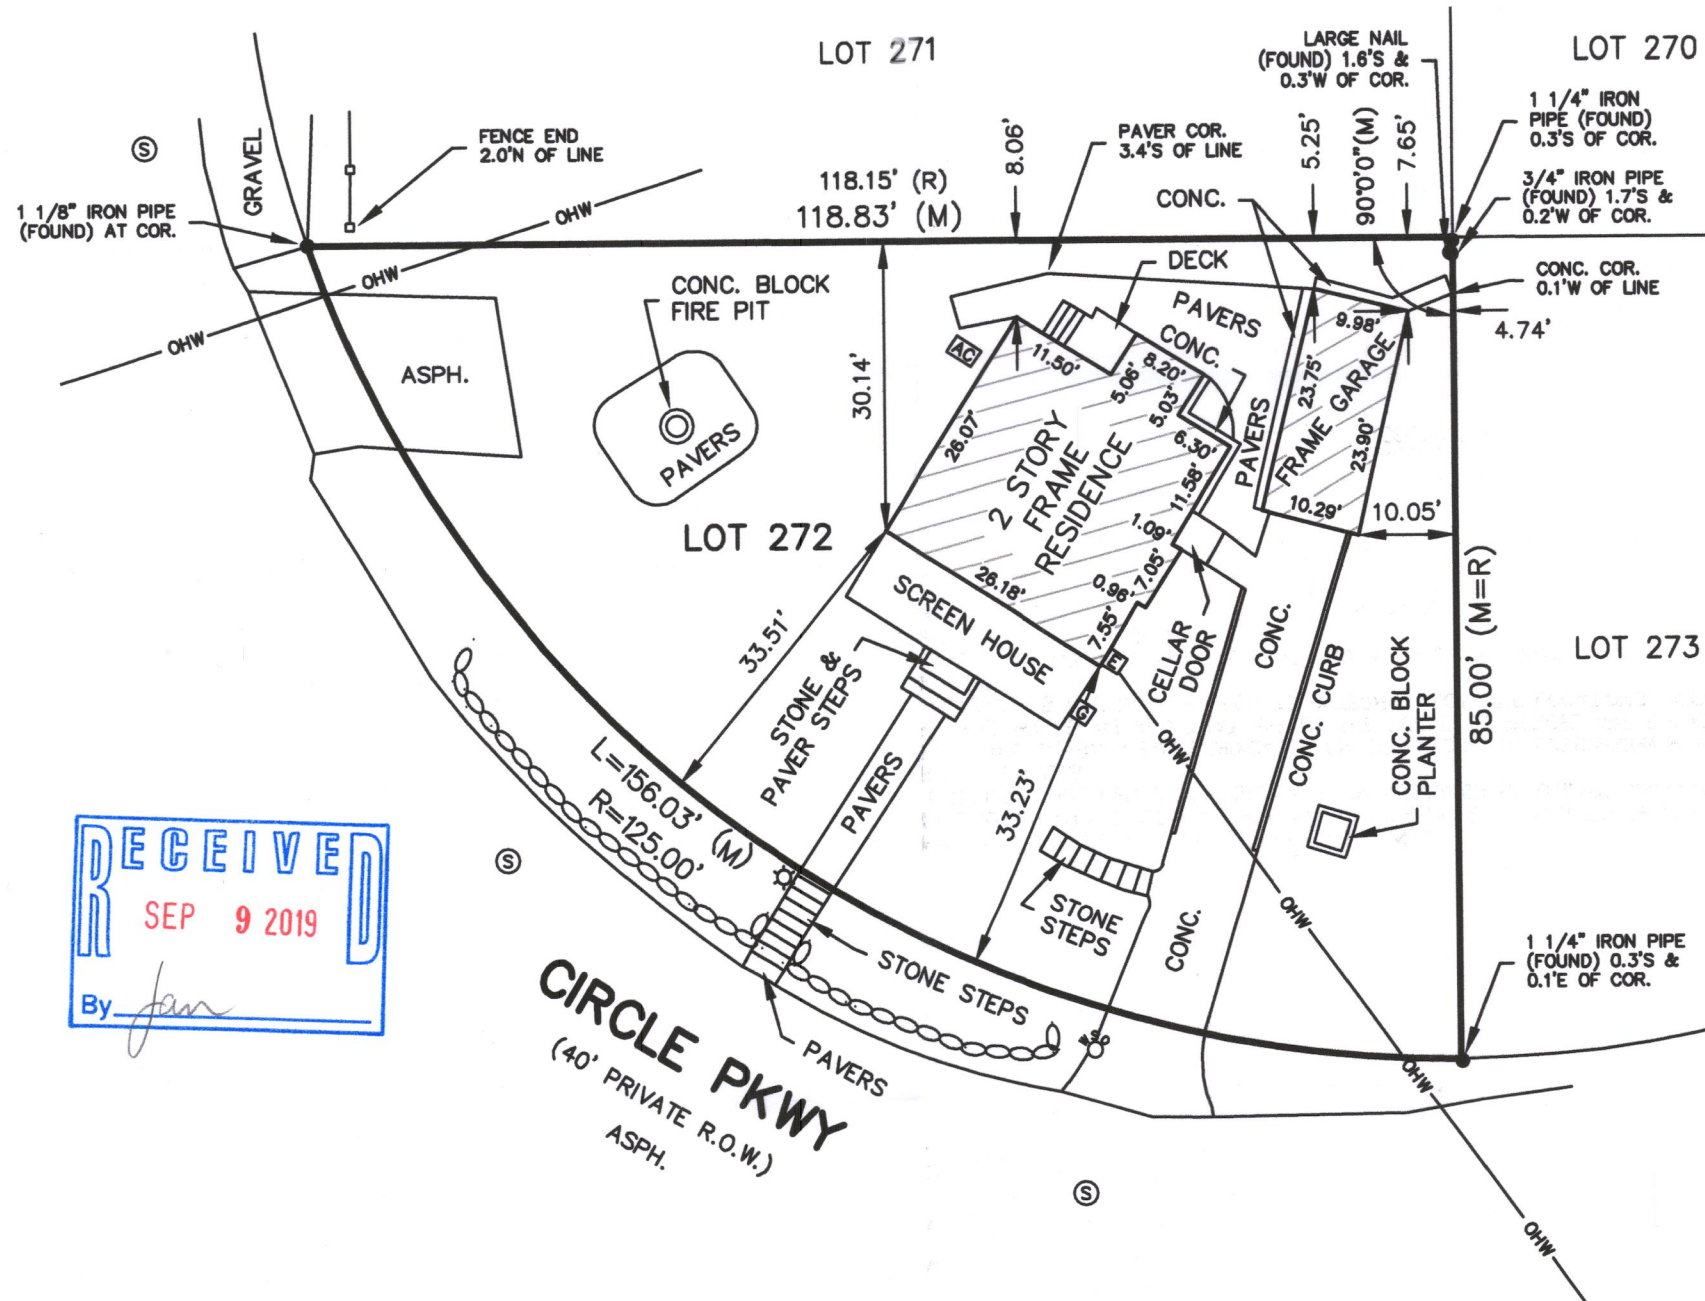 LOT 271
LOT 270
LARGE NAIL
(FOUND) 1.6'S &
0.3'W OF COR.
1 1/4" IRON
PIPE (FOUND)
0.3'S OF COR.
3/4" IRON PIPE
(FOUND) 1.7'S &
0.2'W OF COR.
CONC. COR.
0.1'W OF LINE
4.74'
GRAVEL
S
FENCE END
2.0'N OF LINE
1 1/8" IRON PIPE
(FOUND) AT COR.
OHW
OHW
OHW
118.15' (R)
118.83' (M)
8.06'
PAVER COR.
3.4'S OF LINE
CONC.
5.25'
90°0'0"(M)
7.65'
DECK
PAVERS
CONC.
CONC. BLOCK
FIRE PIT
PAVERS
ASPH.
30.14'
AC
11.50'
5.06'
8.20'
5.03'
6.30'
11.58'
1.09'
7.05'
0.96'
7.55'
26.18'
26.07'
2 STORY
FRAME
RESIDENCE
PAVERS
9.98'
23.75'
FRAME GARAGE
23.90'
10.29'
10.05'
LOT 272
SCREEN HOUSE
E
G
CELLAR
DOOR
CONC.
CONC. CURB
CONC. BLOCK
PLANTER
85.00' (M=R)
LOT 273
33.51'
STONE &
PAVER STEPS
PAVERS
33.23'
OHW
OHW
OHW
OHW
L=156.03' (M)
R=125.00'
STONE
STEPS
CONC.
STONE STEPS
PAVERS
1 1/4" IRON PIPE
(FOUND) 0.3'S &
0.1'E OF COR.
W.S.O
S
RECEIVED
SEP 9 2019
By Jan
CIRCLE PKWY
(40' PRIVATE R.O.W.)
ASPH.
S